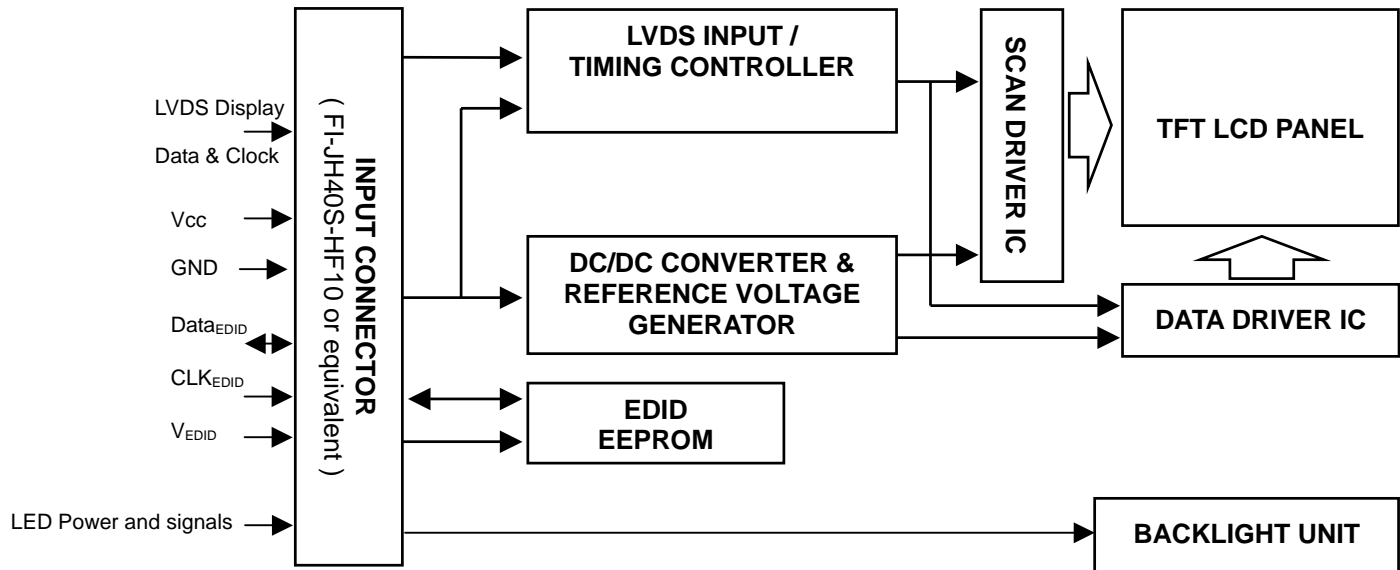 LVDS Display
Data & Clock
Vcc
GND
DataEDID
CLKEDID
VEDID
LED Power and signals
INPUT CONNECTOR
( FI-JH40S-HF10 or equivalent )
LVDS INPUT /
TIMING CONTROLLER
DC/DC CONVERTER &
REFERENCE VOLTAGE
GENERATOR
EDID
EEPROM
SCAN DRIVER IC
TFT LCD PANEL
DATA DRIVER IC
BACKLIGHT UNIT